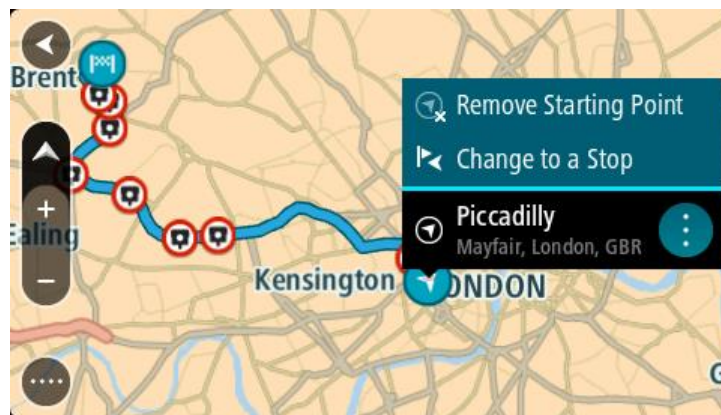 Brent
Remove Starting Point
Change to a Stop
Piccadilly
Mayfair, London, GBR
Ealing
Kensington
ONDON
G